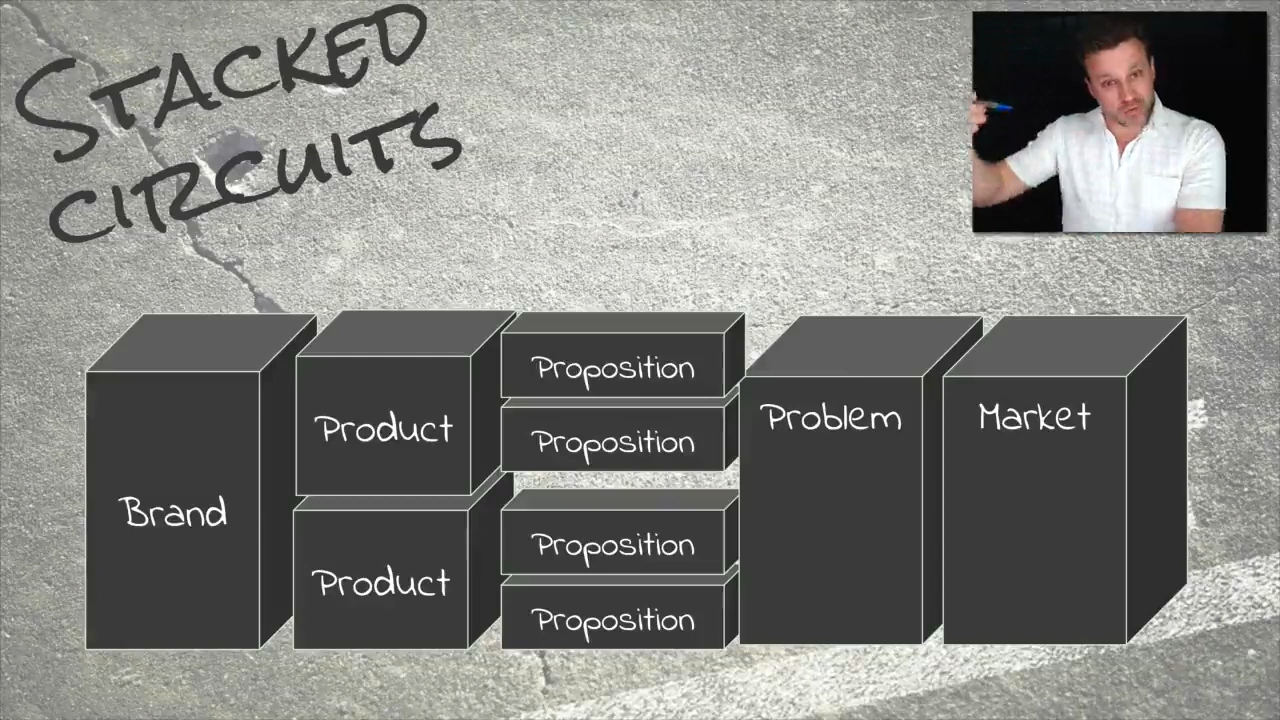 STACKED
CIRCUITS
Brand
Product
Product
Proposition
Proposition
Proposition
Proposition
Problem
Market